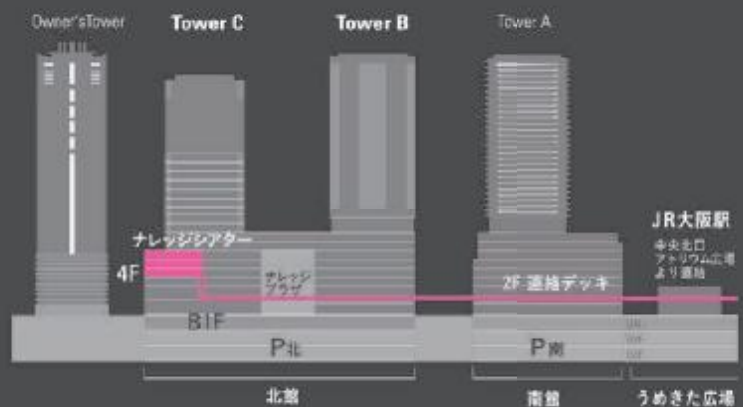 Owner'sTower
Tower C
Tower B
Tower A
ナレッジシアター
4F
ナレッジ
プラザ
2F 連絡デッキ
JR大阪駅
中央北口
アトリウム広場
より直結
B1F
P北
P南
北館
南館
うめきた広場